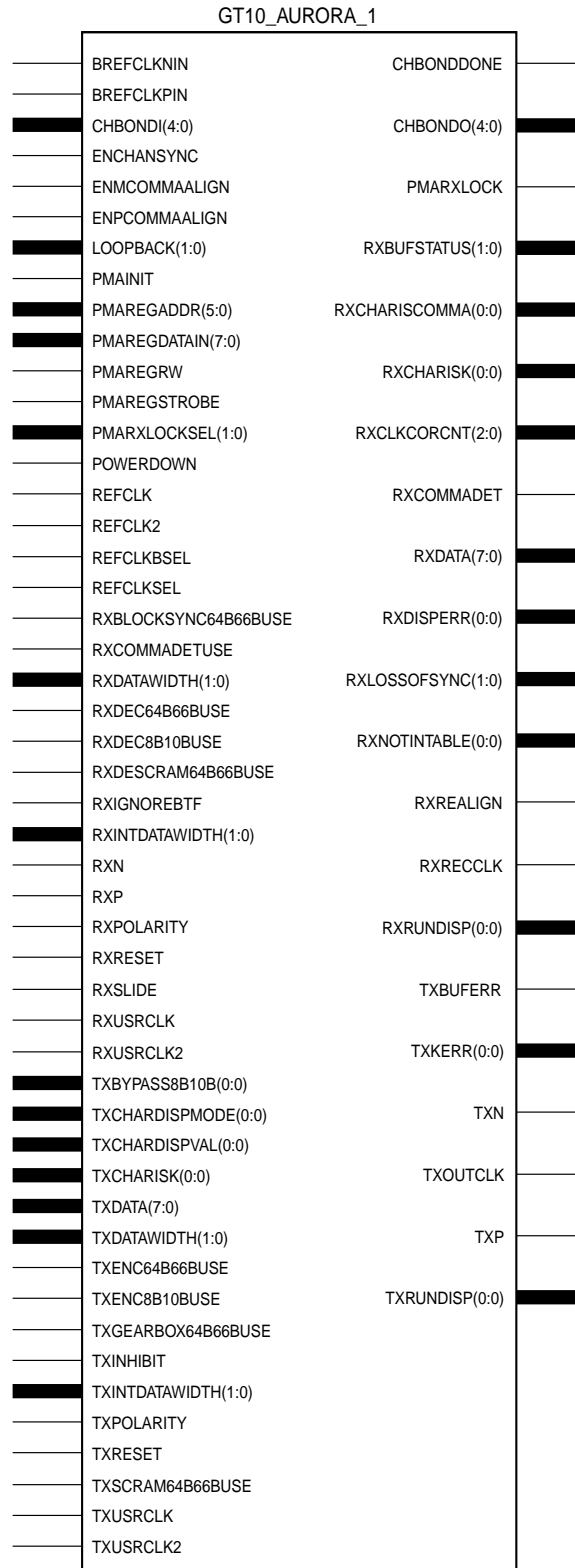 GT10_AURORA_1
BREFCLKNIN CHBONDDONE
BREFCLKPIN
CHBONDI(4:0) CHBONDO(4:0)
ENCHANSYNC
ENMCOMMAALIGN PMARXLOCK
ENPCOMMAALIGN
LOOPBACK(1:0) RXBUFSTATUS(1:0)
PMAINIT
PMAREGADDR(5:0) RXCHARISCOMMA(0:0)
PMAREGDATAIN(7:0)
PMAREGRW RXCHARISK(0:0)
PMAREGSTROBE
PMARXLOCKSEL(1:0) RXCLKCORCNT(2:0)
POWERDOWN
REFCLK RXCOMMADET
REFCLK2
REFCLKBSEL RXDATA(7:0)
REFCLKSEL
RXBLOCKSYNC64B66BUSE RXDISPERR(0:0)
RXCOMMADETUSE
RXDATAWIDTH(1:0) RXLOSSOFSYNC(1:0)
RXDEC64B66BUSE
RXDEC8B10BUSE RXNOTINTABLE(0:0)
RXDESCRAM64B66BUSE
RXIGNOREBTF RXREALIGN
RXINTDATAWIDTH(1:0)
RXN RXRECCLK
RXP
RXPOLARITY RXRUNDISP(0:0)
RXRESET
RXSLIDE TXBUFERR
RXUSRCLK
RXUSRCLK2 TXKERR(0:0)
TXBYPASS8B10B(0:0)
TXCHARDISPMODE(0:0) TXN
TXCHARDISPVAL(0:0)
TXCHARISK(0:0) TXOUTCLK
TXDATA(7:0)
TXDATAWIDTH(1:0) TXP
TXENC64B66BUSE
TXENC8B10BUSE TXRUNDISP(0:0)
TXGEARBOX64B66BUSE
TXINHIBIT
TXINTDATAWIDTH(1:0)
TXPOLARITY
TXRESET
TXSCRAM64B66BUSE
TXUSRCLK
TXUSRCLK2